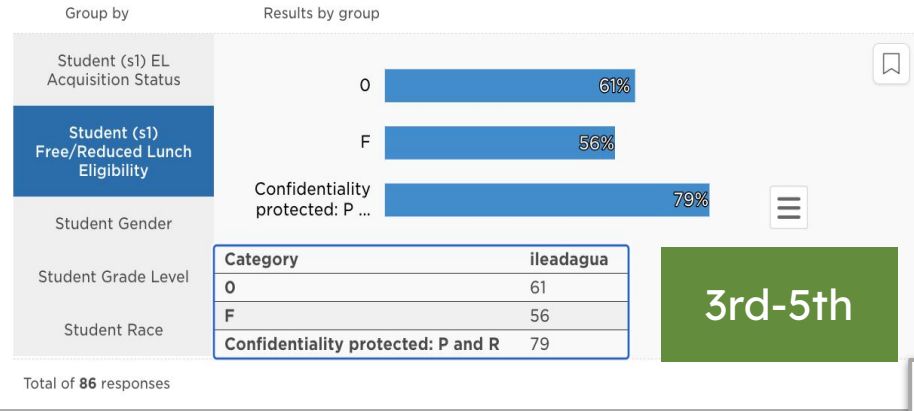 Group by
Results by group
Student (s1) EL
Acquisition Status
Student (s1)
Free/Reduced Lunch
Eligibility
Student Gender
Student Grade Level
Student Race
0
61%
F
56%
Confidentiality
protected: P ...
79%
Category ileadagua
0 61
F 56
Confidentiality protected: P and R 79
3rd-5th
Total of 86 responses